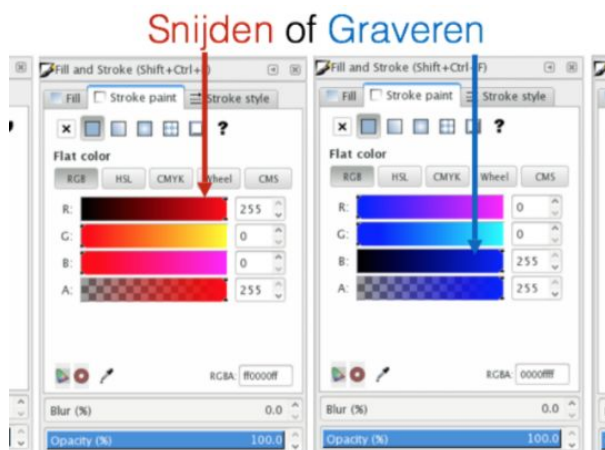 Snijden of Graveren
Fill and Stroke (Shift+Ctrl+
Fill
Stroke paint
Stroke style
?
Flat color
RGB
HSL
CMYK
Wheel
CMS
R:
255
G:
0
B:
0
A:
255
RGBA:
ff0000ff
Blur (%)
0.0
Opacity (%)
100.0
Fill and Stroke (Shift+Ctrl+F)
Fill
Stroke paint
Stroke style
?
Flat color
RGB
HSL
CMYK
Wheel
CMS
R:
0
G:
0
B:
255
A:
255
RGBA:
0000ffff
Blur (%)
0.0
Opacity (%)
100.0